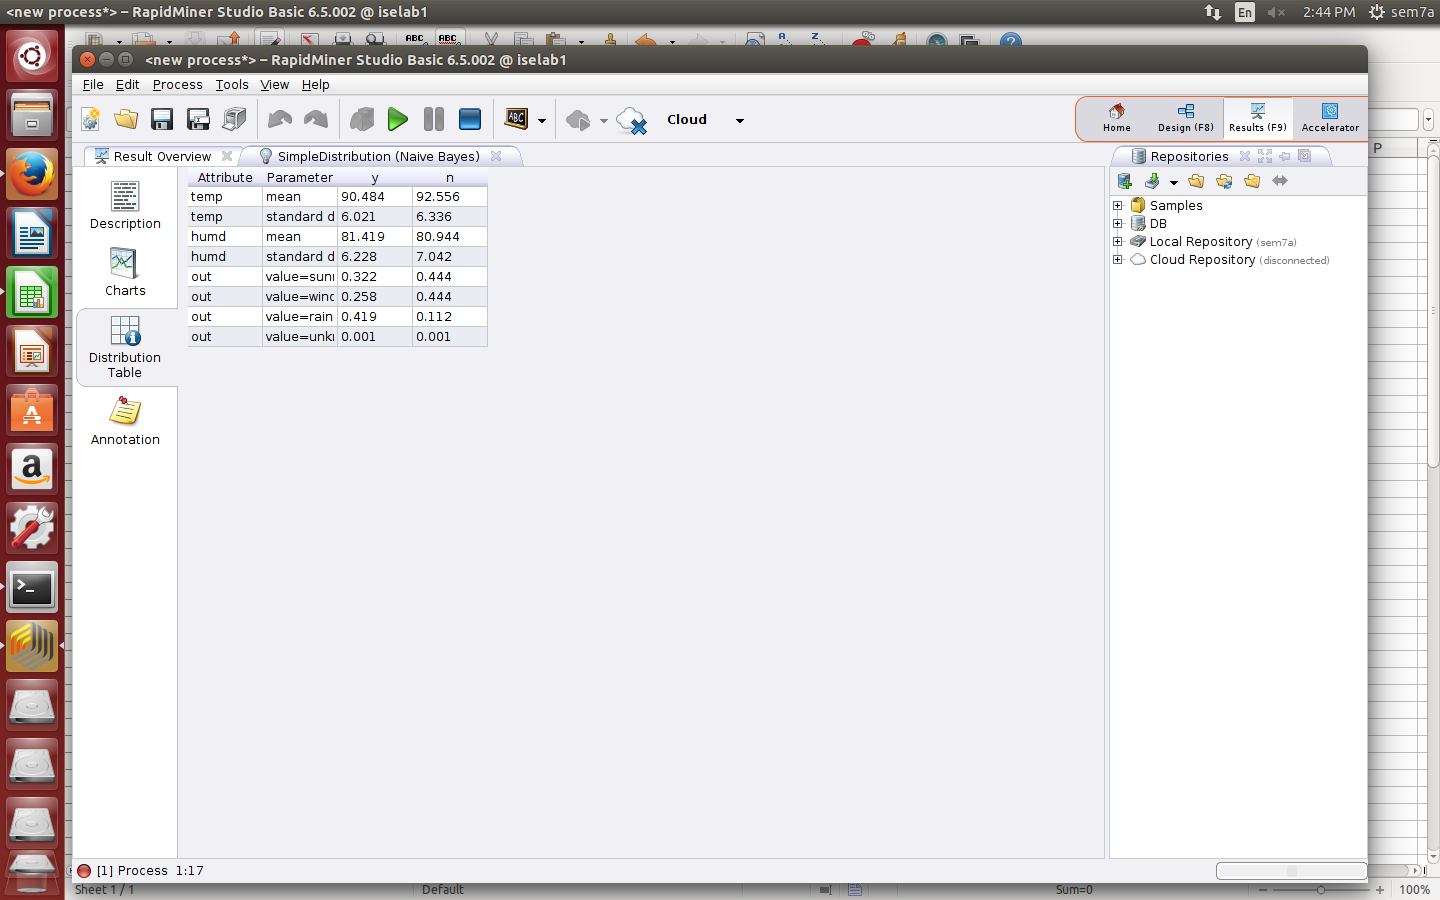 <new process*> – RapidMiner Studio Basic 6.5.002 @ iselab1
En
2:44 PM
sem7a
<new process*> – RapidMiner Studio Basic 6.5.002 @ iselab1
File Edit Process Tools View Help
Cloud
Home
Design (F8)
Results (F9)
Accelerator
Result Overview
SimpleDistribution (Naive Bayes)
Repositories
P
Description
Charts
Distribution
Table
Annotation
Attribute Parameter y n
temp mean 90.484 92.556
temp standard d 6.021 6.336
humd mean 81.419 80.944
humd standard d 6.228 7.042
out value=sun 0.322 0.444
out value=wind 0.258 0.444
out value=rain 0.419 0.112
out value=unk 0.001 0.001
Samples
DB
Local Repository (sem7a)
Cloud Repository (disconnected)
[1] Process 1:17
Sheet 1 / 1
Default
Sum=0
100%